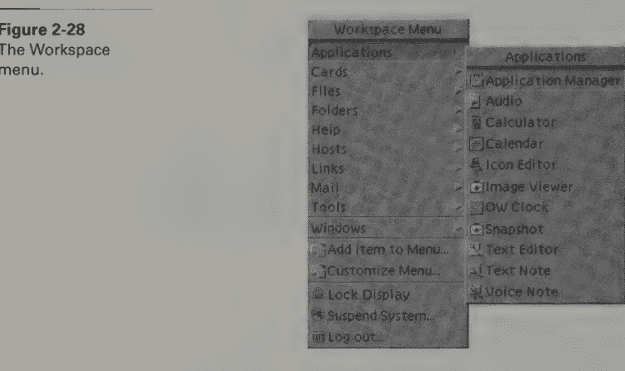 Figure 2-28
The Workspace
menu.
Workspace Menu
Applications
Cards
Files
Folders
Help
Hosts
Links
Mail
Tools
Windows
Add Item to Menu...
Customize Menu...
Lock Display
Suspend System...
Log out...
Applications
Application Manager
Audio
Calculator
Calendar
Icon Editor
Image Viewer
OW Clock
Snapshot
Text Editor
Text Note
Voice Note